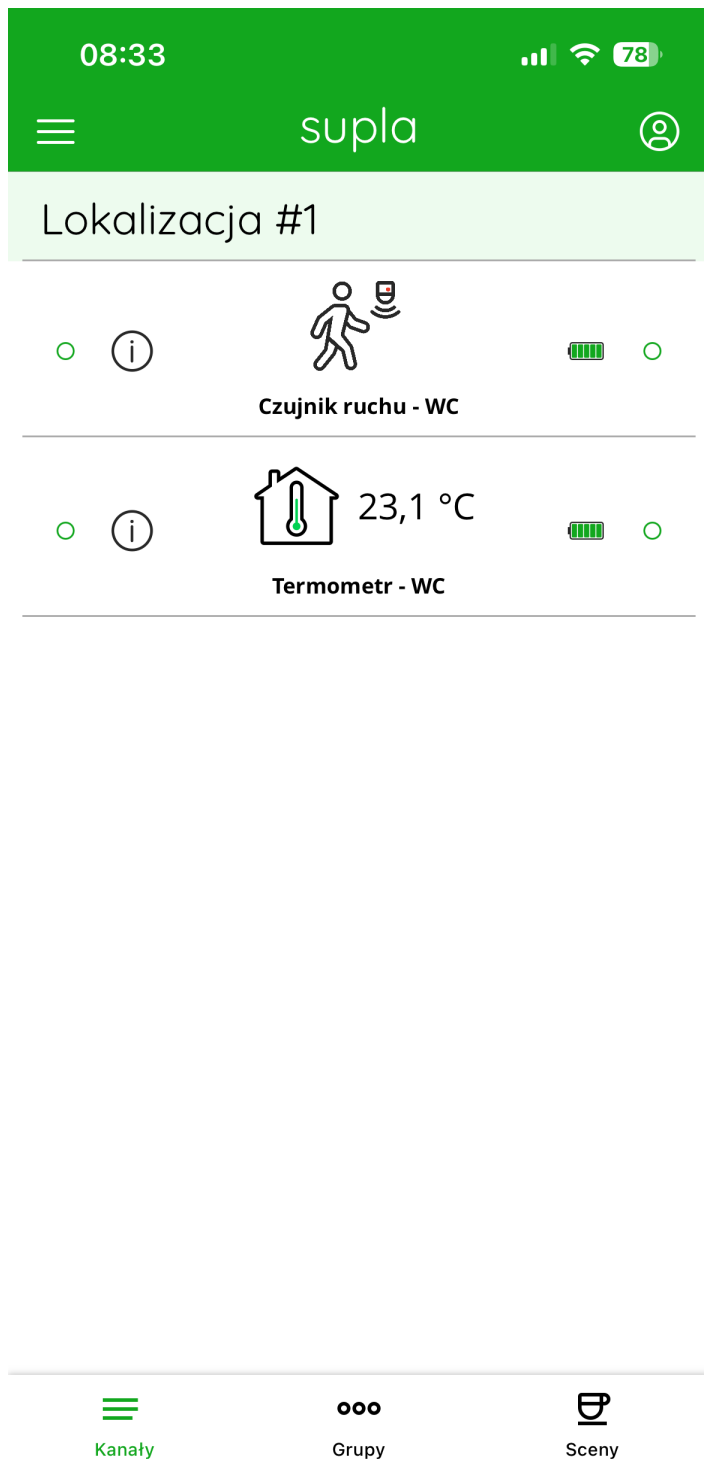 08:33
78
supla
Lokalizacja #1
Czujnik ruchu - WC
23,1 °C
Termometr - WC
Kanały
Grupy
Sceny